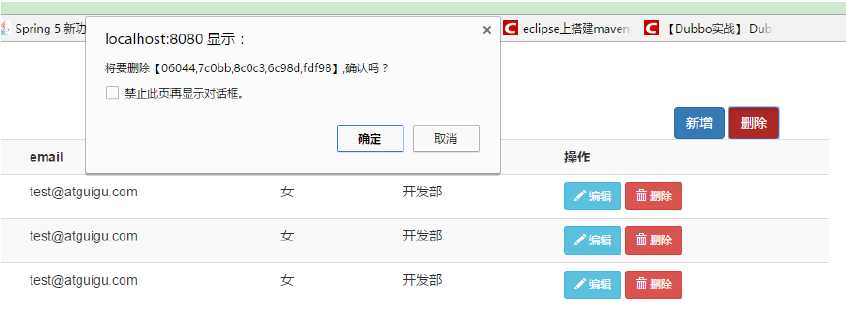 Spring 5 新功
eclipse上搭建maven
【Dubbo实战】 Dub
localhost:8080 显示：
将要删除【06044,7c0bb,8c0c3,6c98d,fdf98】,确认吗？
禁止此页再显示对话框。
确定 取消
新增 删除
email 操作
test@atguigu.com 女 开发部 编辑 删除
test@atguigu.com 女 开发部 编辑 删除
test@atguigu.com 女 开发部 编辑 删除